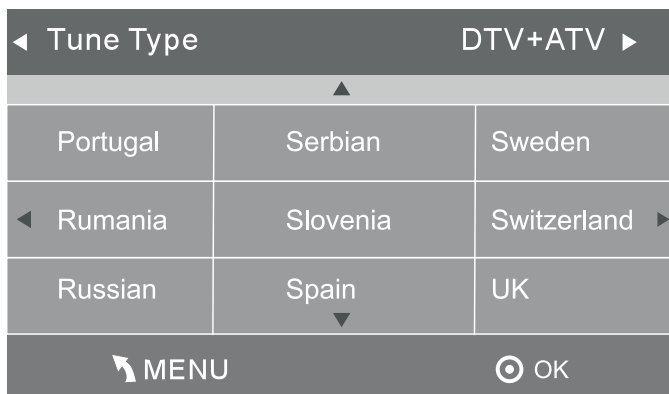 Tune Type DTV+ATV
Portugal Serbian Sweden
Rumania Slovenia Switzerland
Russian Spain UK
MENU OK